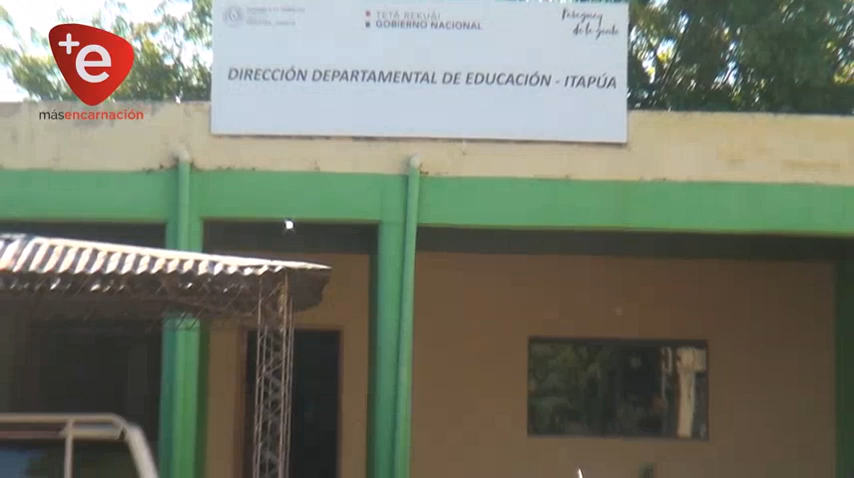 TETÃ REKUÁI
GOBIERNO NACIONAL
Paraguay
de la gente
DIRECCIÓN DEPARTAMENTAL DE EDUCACIÓN - ITAPÚA
+e
másencarnación